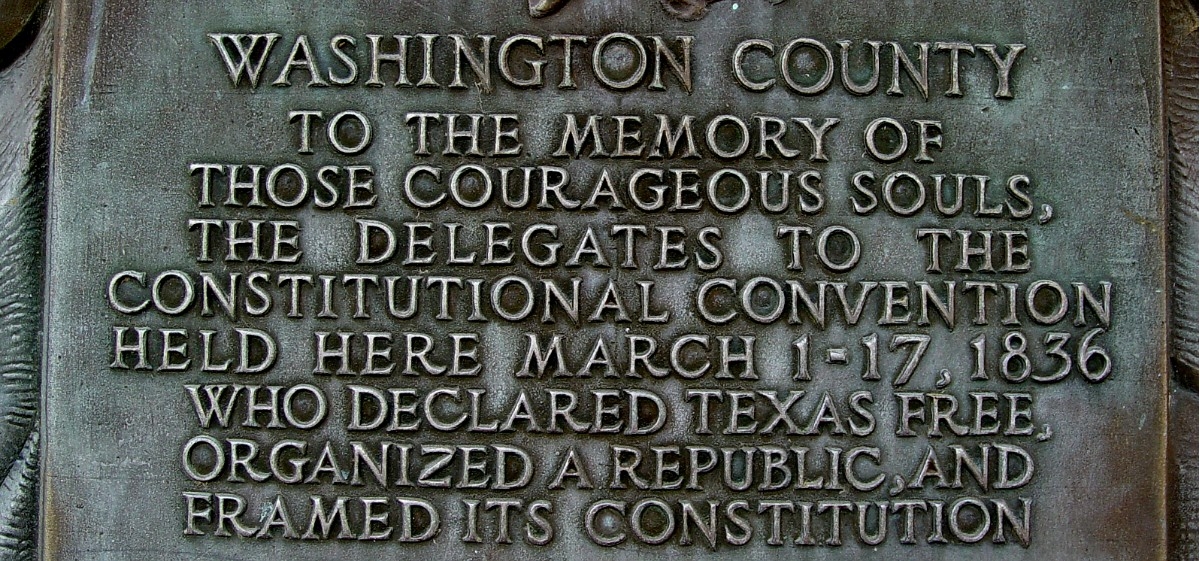 WASHINGTON COUNTY
TO THE MEMORY OF
THOSE COURAGEOUS SOULS,
THE DELEGATES TO THE
CONSTITUTIONAL CONVENTION
HELD HERE MARCH 1-17, 1836
WHO DECLARED TEXAS FREE,
ORGANIZED A REPUBLIC, AND
FRAMED ITS CONSTITUTION